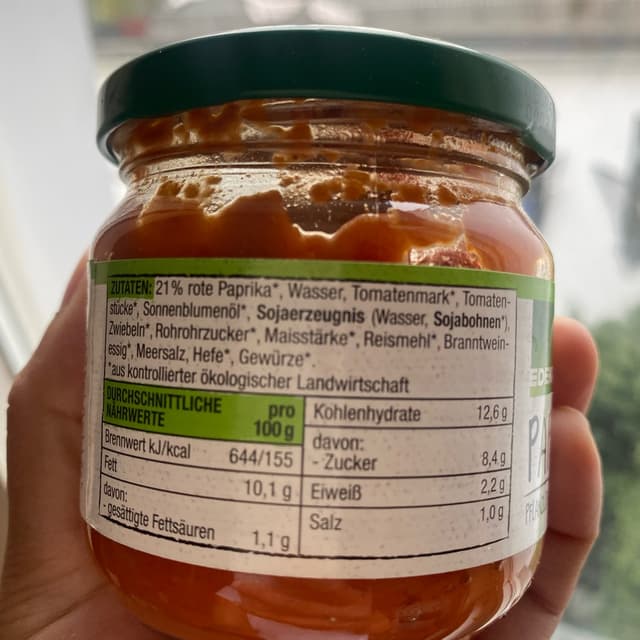 ZUTATEN: 21 % rote Paprika*, Wasser, Tomatenmark*, Tomaten-
stücke*, Sonnenblumenöl*, Sojaerzeugnis (Wasser, Sojabohnen*),
Zwiebeln*, Rohrohrzucker*, Maisstärke*, Reismehl*, Branntwein-
essig*, Meersalz, Hefe*, Gewürze*.
*aus kontrollierter ökologischer Landwirtschaft
DURCHSCHNITTLICHE
NÄHRWERTE pro
100 g
Brennwert kJ/kcal 644/155
Fett 10,1 g
davon:
- gesättigte Fettsäuren 1,1 g
Kohlenhydrate 12,6 g
davon:
- Zucker 8,4 g
Eiweiß 2,2 g
Salz 1,0 g